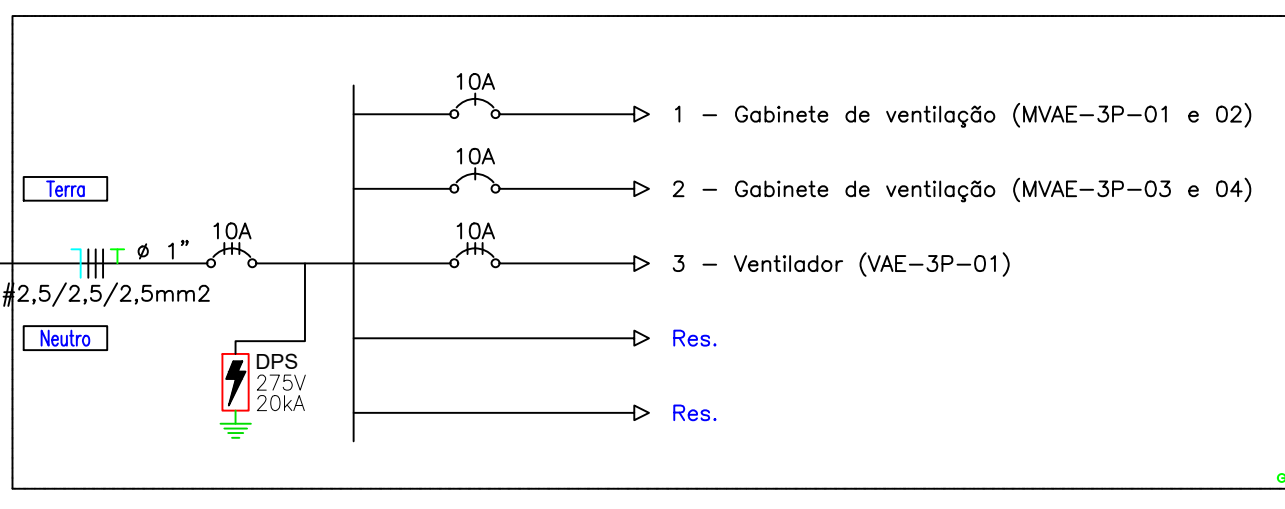 10A
1 - Gabinete de ventilação (MVAE-3P-01 e 02)
10A
2 - Gabinete de ventilação (MVAE-3P-03 e 04)
Terra
10A
10A
ø 1"
3 - Ventilador (VAE-3P-01)
#2,5/2,5/2,5mm2
Neutro
Res.
DPS
275V
20kA
Res.
G